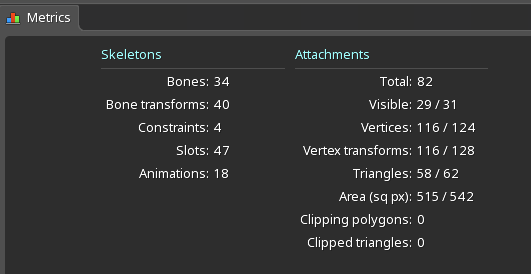 Metrics
Skeletons
Bones: 34
Bone transforms: 40
Constraints: 4
Slots: 47
Animations: 18
Attachments
Total: 82
Visible: 29 / 31
Vertices: 116 / 124
Vertex transforms: 116 / 128
Triangles: 58 / 62
Area (sq px): 515 / 542
Clipping polygons: 0
Clipped triangles: 0